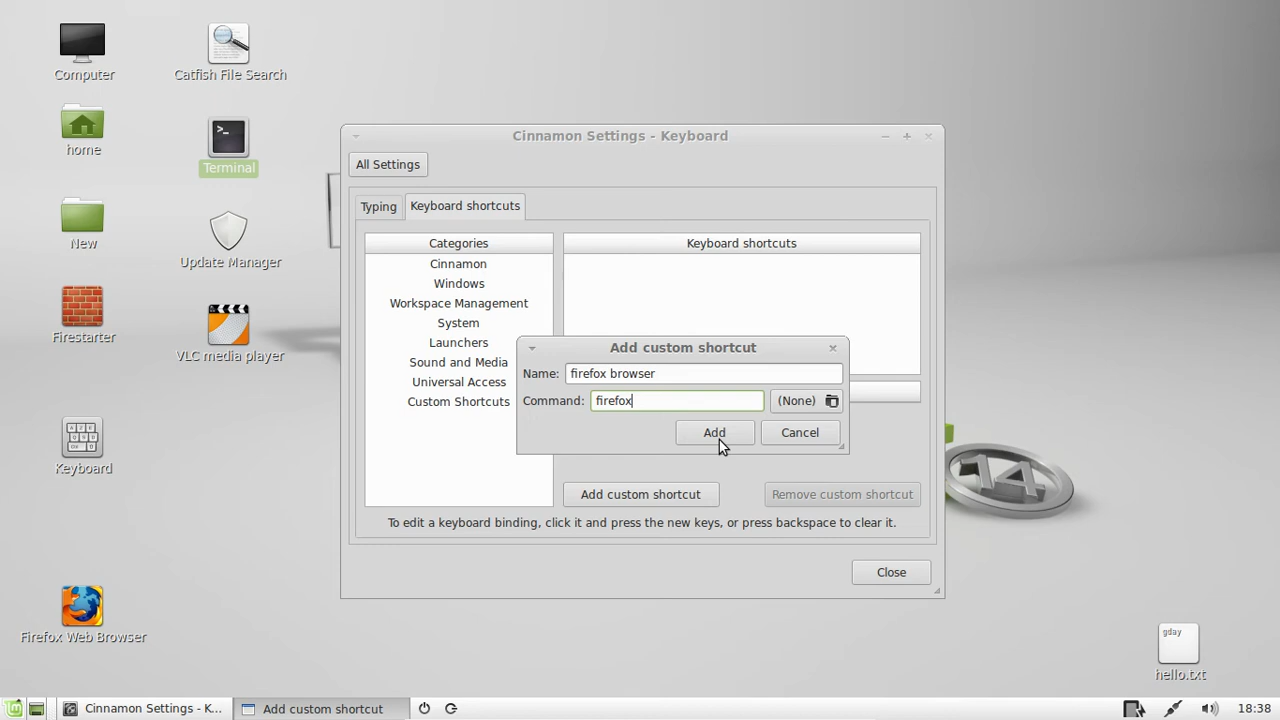 Computer
Catfish File Search
home
>_
Terminal
New
Update Manager
Firestarter
VLC media player
Keyboard
Firefox Web Browser
Cinnamon Settings - Keyboard
All Settings
Typing
Keyboard shortcuts
Categories
Cinnamon
Windows
Workspace Management
System
Launchers
Sound and Media
Universal Access
Custom Shortcuts
Keyboard shortcuts
Add custom shortcut
Name: firefox browser
Command: firefox (None)
Add Cancel
Add custom shortcut
Remove custom shortcut
To edit a keyboard binding, click it and press the new keys, or press backspace to clear it.
Close
14
gday
hello.txt
Cinnamon Settings - K...
Add custom shortcut
18:38